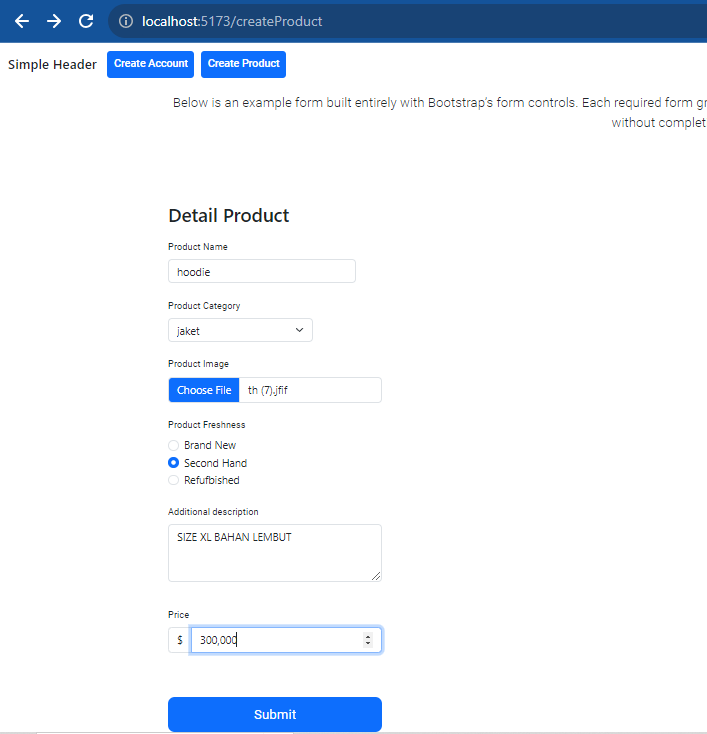 localhost:5173/createProduct
Simple Header Create Account Create Product
Below is an example form built entirely with Bootstrap's form controls. Each required form gr
without complet
Detail Product
Product Name
hoodie
Product Category
jaket
Product Image
Choose File th (7).jfif
Product Freshness
Brand New
Second Hand
Refufbished
Additional description
SIZE XL BAHAN LEMBUT
Price
$ 300,000
Submit